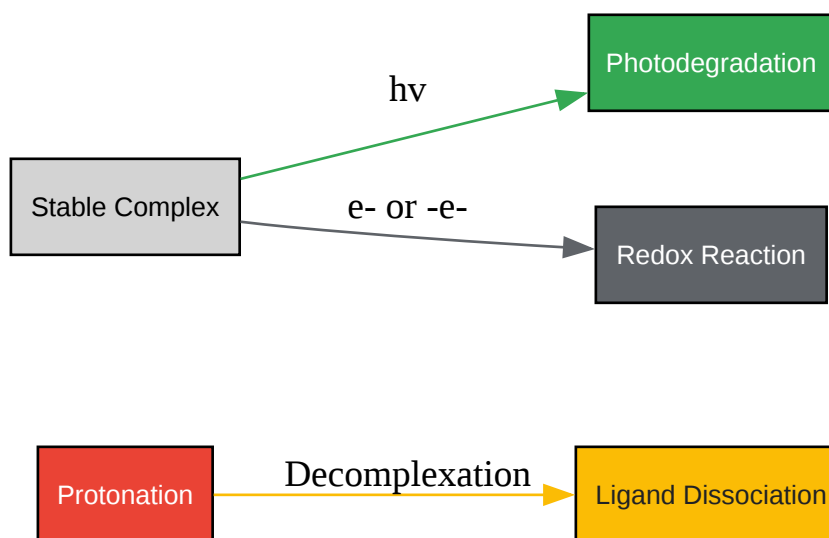 Photodegradation
hv
Stable Complex
e- or -e-
Redox Reaction
Decomplexation
Protonation
Ligand Dissociation